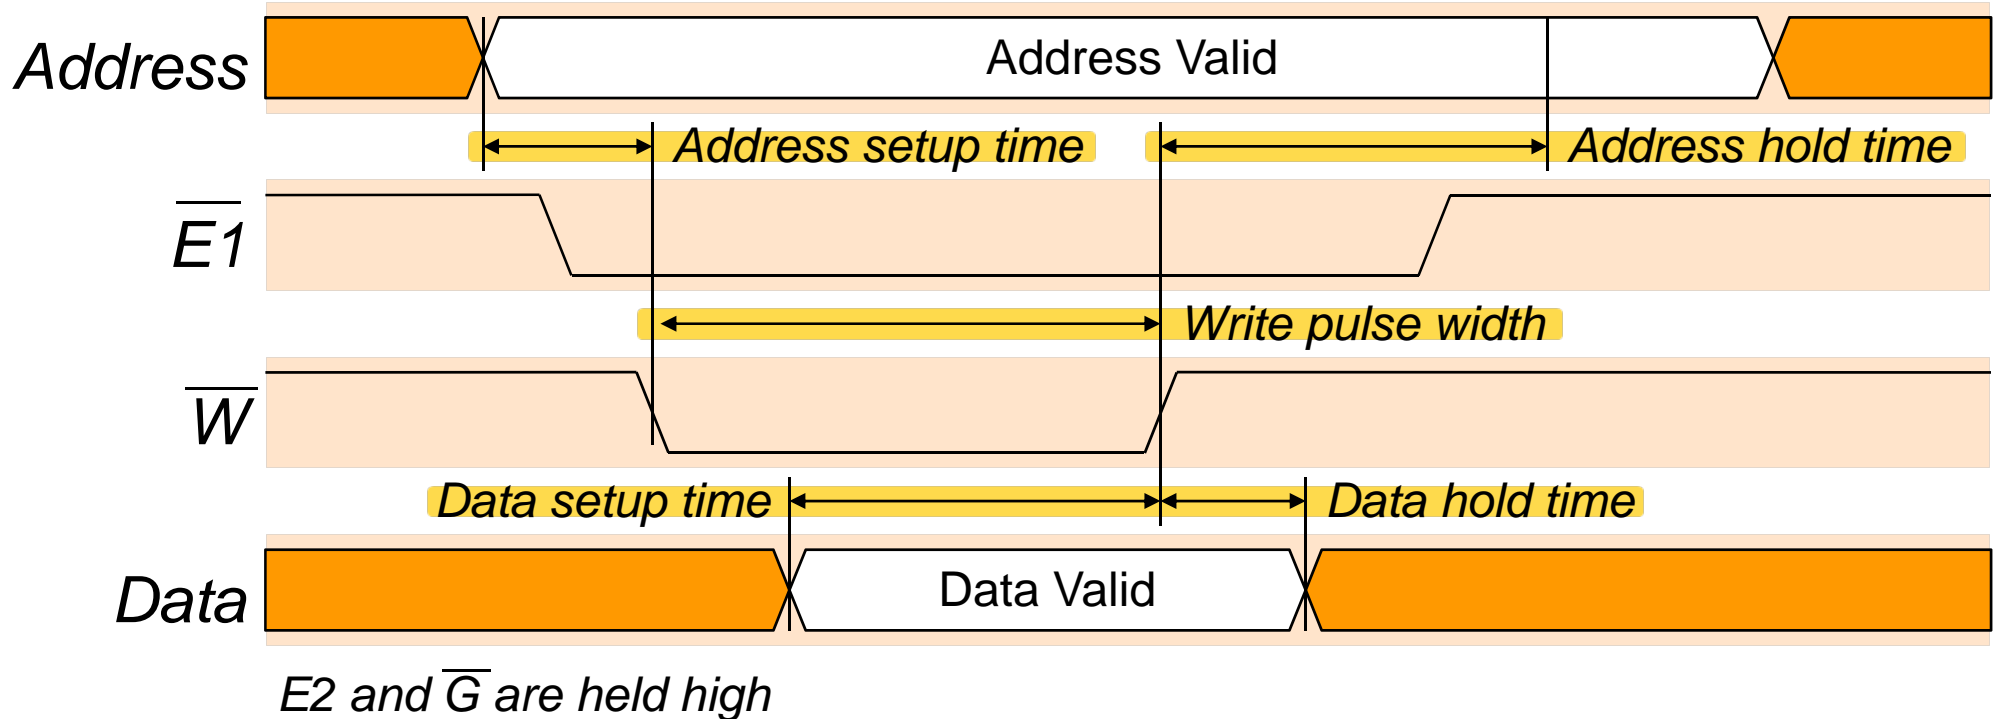 Address Address Valid
Address setup time Address hold time
E1
Write pulse width
W
Data setup time Data hold time
Data Data Valid
E2 and G are held high